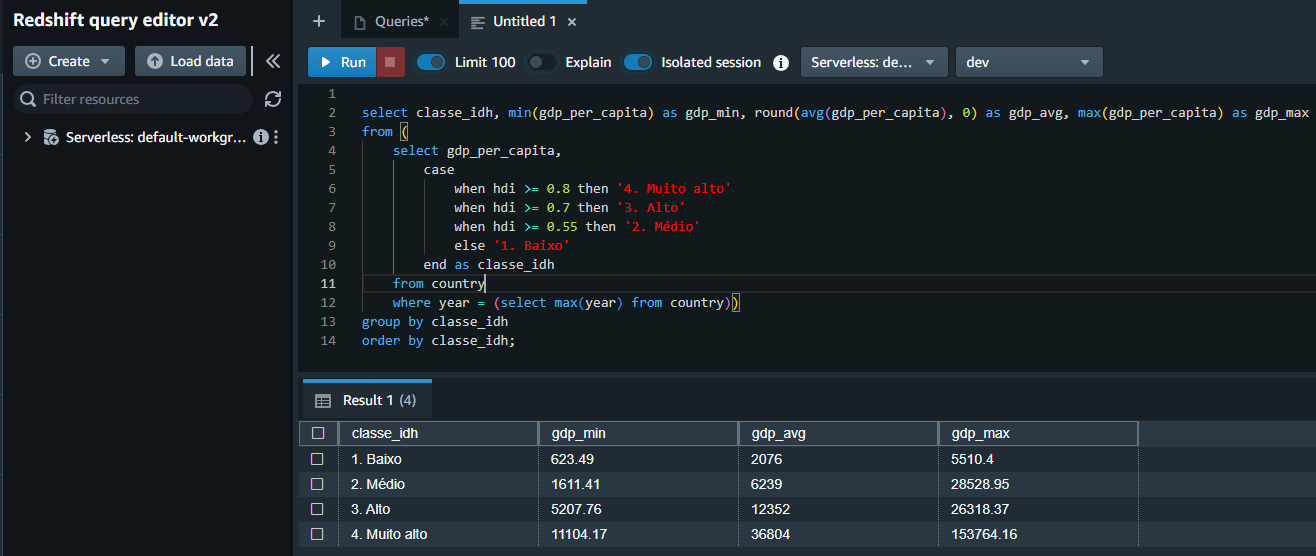 Redshift query editor v2
Create
Load data
Filter resources
Serverless: default-workgr...
Queries*
Untitled 1
Run
Limit 100
Explain
Isolated session
Serverless: de...
dev
1
2 select classe_idh, min(gdp_per_capita) as gdp_min, round(avg(gdp_per_capita), 0) as gdp_avg, max(gdp_per_capita) as gdp_max
3 from (
4 select gdp_per_capita,
5 case
6 when hdi >= 0.8 then '4. Muito alto'
7 when hdi >= 0.7 then '3. Alto'
8 when hdi >= 0.55 then '2. Médio'
9 else '1. Baixo'
10 end as classe_idh
11 from country
12 where year = (select max(year) from country))
13 group by classe_idh
14 order by classe_idh;
Result 1 (4)
classe_idh gdp_min gdp_avg gdp_max
1. Baixo 623.49 2076 5510.4
2. Médio 1611.41 6239 28528.95
3. Alto 5207.76 12352 26318.37
4. Muito alto 11104.17 36804 153764.16